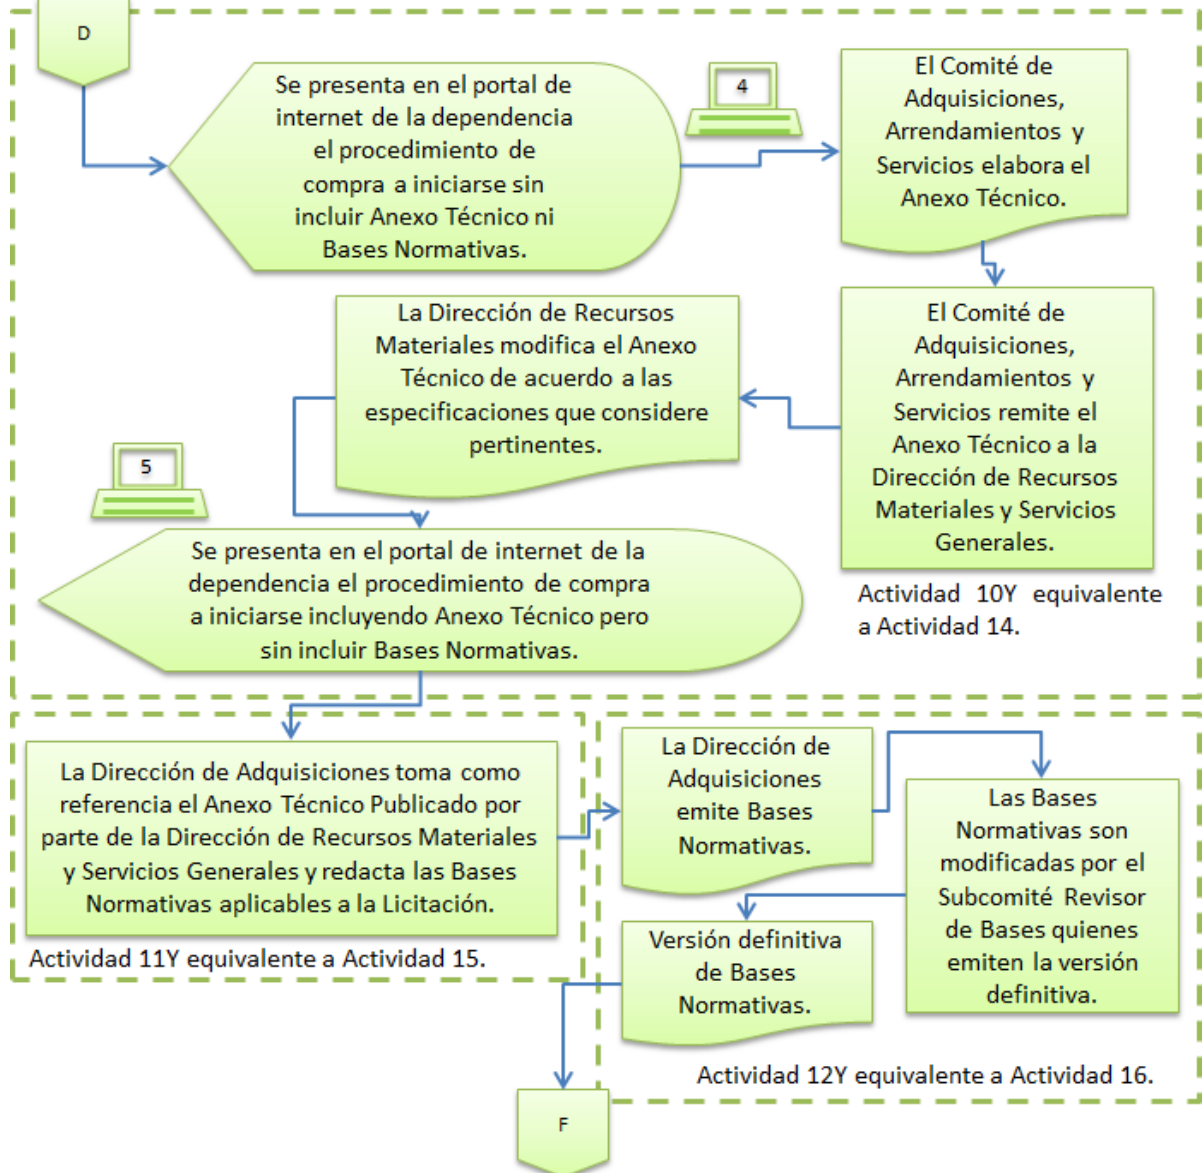 D
Se presenta en el portal de
internet de la dependencia
el procedimiento de
compra a iniciarse sin
incluir Anexo Técnico ni
Bases Normativas.
4
El Comité de
Adquisiciones,
Arrendamientos y
Servicios elabora el
Anexo Técnico.
El Comité de
Adquisiciones,
Arrendamientos y
Servicios remite el
Anexo Técnico a la
Dirección de Recursos
Materiales y Servicios
Generales.
Actividad 10Y equivalente
a Actividad 14.
La Dirección de Recursos
Materiales modifica el Anexo
Técnico de acuerdo a las
especificaciones que considere
pertinentes.
5
Se presenta en el portal de internet de la
dependencia el procedimiento de compra
a iniciarse incluyendo Anexo Técnico pero
sin incluir Bases Normativas.
La Dirección de Adquisiciones toma como
referencia el Anexo Técnico Publicado por
parte de la Dirección de Recursos Materiales
y Servicios Generales y redacta las Bases
Normativas aplicables a la Licitación.
Actividad 11Y equivalente a Actividad 15.
La Dirección de
Adquisiciones
emite Bases
Normativas.
Las Bases
Normativas son
modificadas por el
Subcomité Revisor
de Bases quienes
emiten la versión
definitiva.
Versión definitiva
de Bases
Normativas.
Actividad 12Y equivalente a Actividad 16.
F